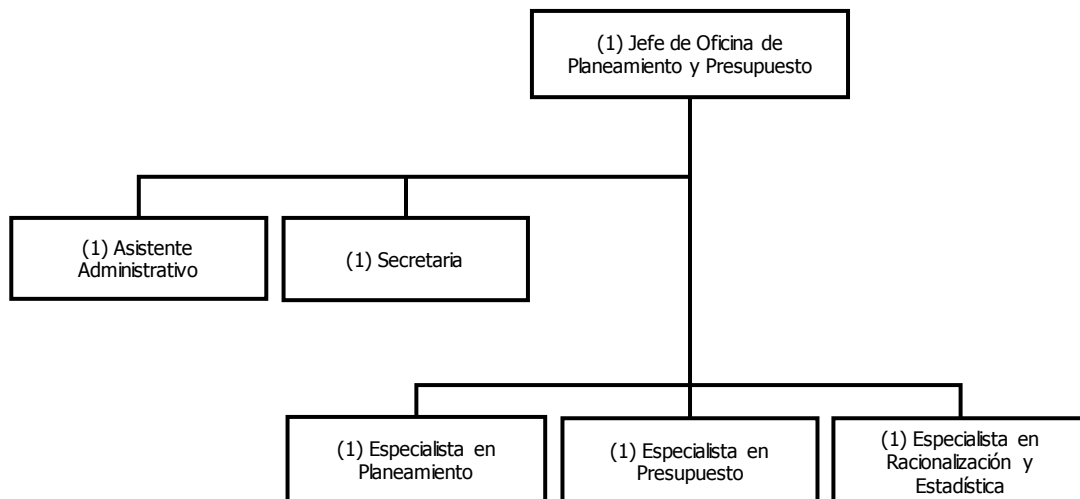 (1) Jefe de Oficina de
Planeamiento y Presupuesto
(1) Asistente
Administrativo
(1) Secretaria
(1) Especialista en
Planeamiento
(1) Especialista en
Presupuesto
(1) Especialista en
Racionalización y
Estadística